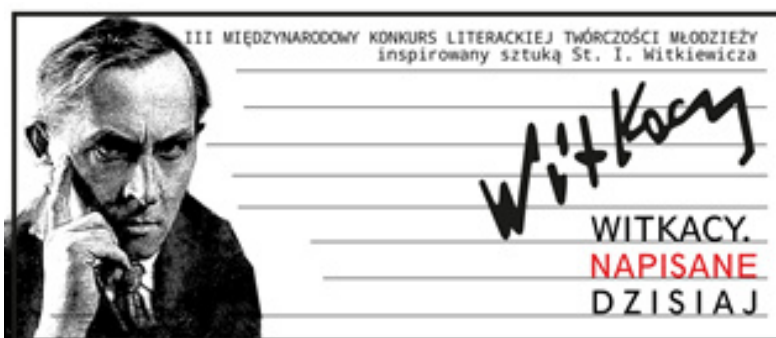 III MIĘDZYNARODOWY KONKURS LITERACKIEJ TWÓRCZOŚCI MŁODZIEŻY
inspirowany sztuką St. I. Witkiewicza
Witkacy
WITKACY.
NAPISANE
DZISIAJ